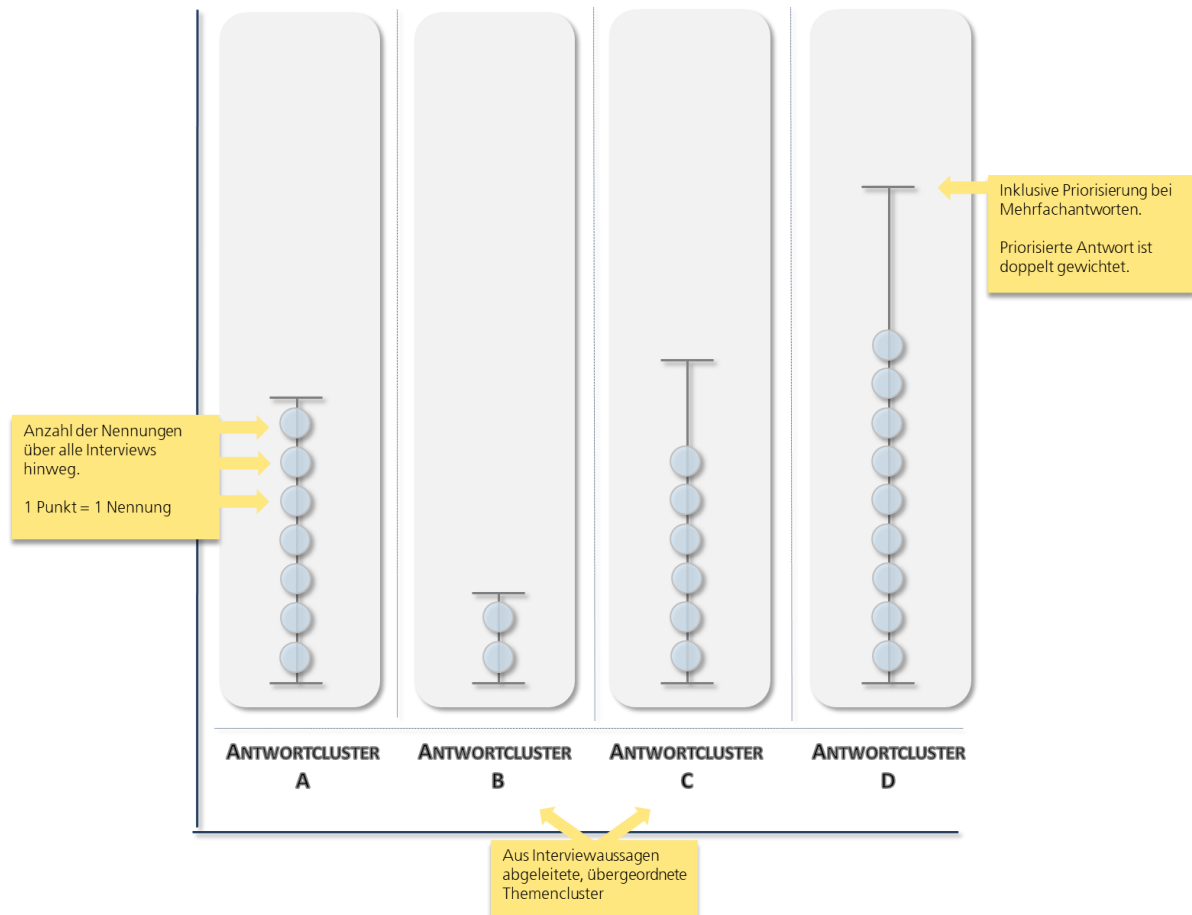 Inklusive Priorisierung bei
Mehrfachantworten.
Priorisierte Antwort ist
doppelt gewichtet.
Anzahl der Nennungen
über alle Interviews
hinweg.
1 Punkt = 1 Nennung
ANTWORTCLUSTER
A
ANTWORTCLUSTER
B
ANTWORTCLUSTER
C
ANTWORTCLUSTER
D
Aus Interviewaussagen
abgeleitete, übergeordnete
Themencluster